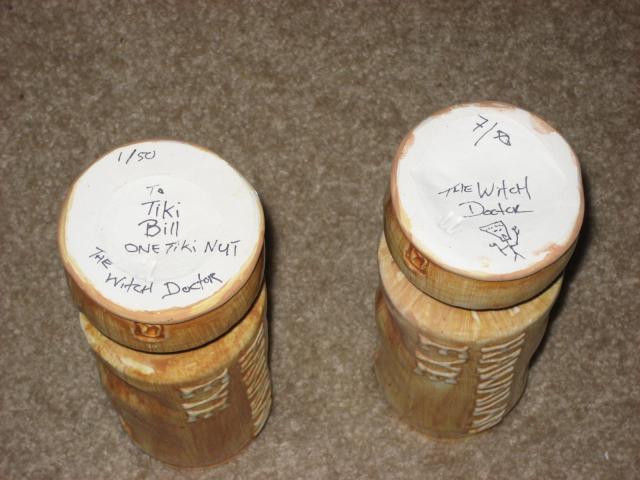 1/50
To
Tiki
Bill
ONE TiKi NUT
THE Witch Doctor
7/50
THE Witch
Doctor